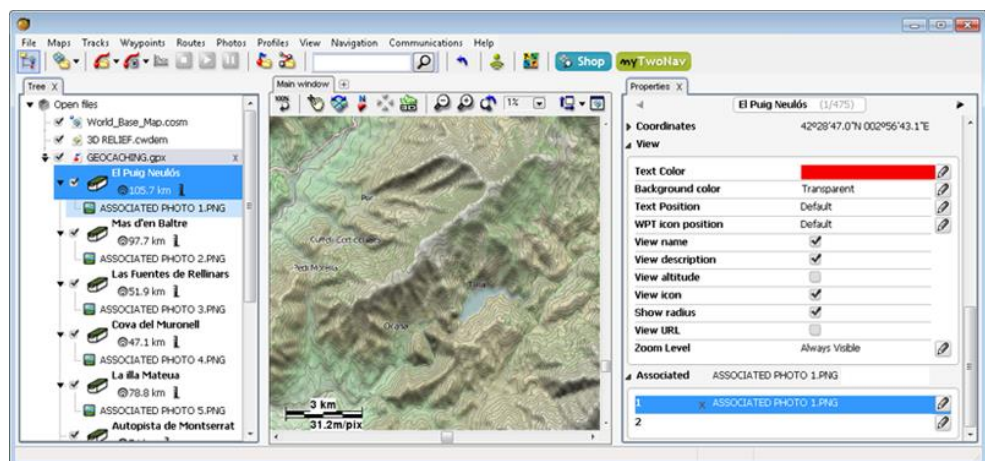 File Maps Tracks Waypoints Routes Photos Profiles View Navigation Communications Help
Shop
myTwoNav
Tree X
Open files
World_Base_Map.cosm
3D RELIEF.cwdem
GEOCACHING.gpx X
El Puig Neulós
105.7 km
ASSOCIATED PHOTO 1.PNG
Mas d'en Baltre
97.7 km
ASSOCIATED PHOTO 2.PNG
Las Fuentes de Rellinars
51.9 km
ASSOCIATED PHOTO 3.PNG
Cova del Muronell
47.1 km
ASSOCIATED PHOTO 4.PNG
La illa Mateua
78.8 km
ASSOCIATED PHOTO 5.PNG
Autopista de Montserrat
Main window
100%
1%
3 km
31.2m/pix
Properties X
El Puig Neulós (1/475)
Coordinates 42º28'47.0"N 002º56'43.1"E
View
Text Color
Background color Transparent
Text Position Default
WPT icon position Default
View name
View description
View altitude
View icon
Show radius
View URL
Zoom Level Always Visible
Associated ASSOCIATED PHOTO 1.PNG
1 X ASSOCIATED PHOTO 1.PNG
2